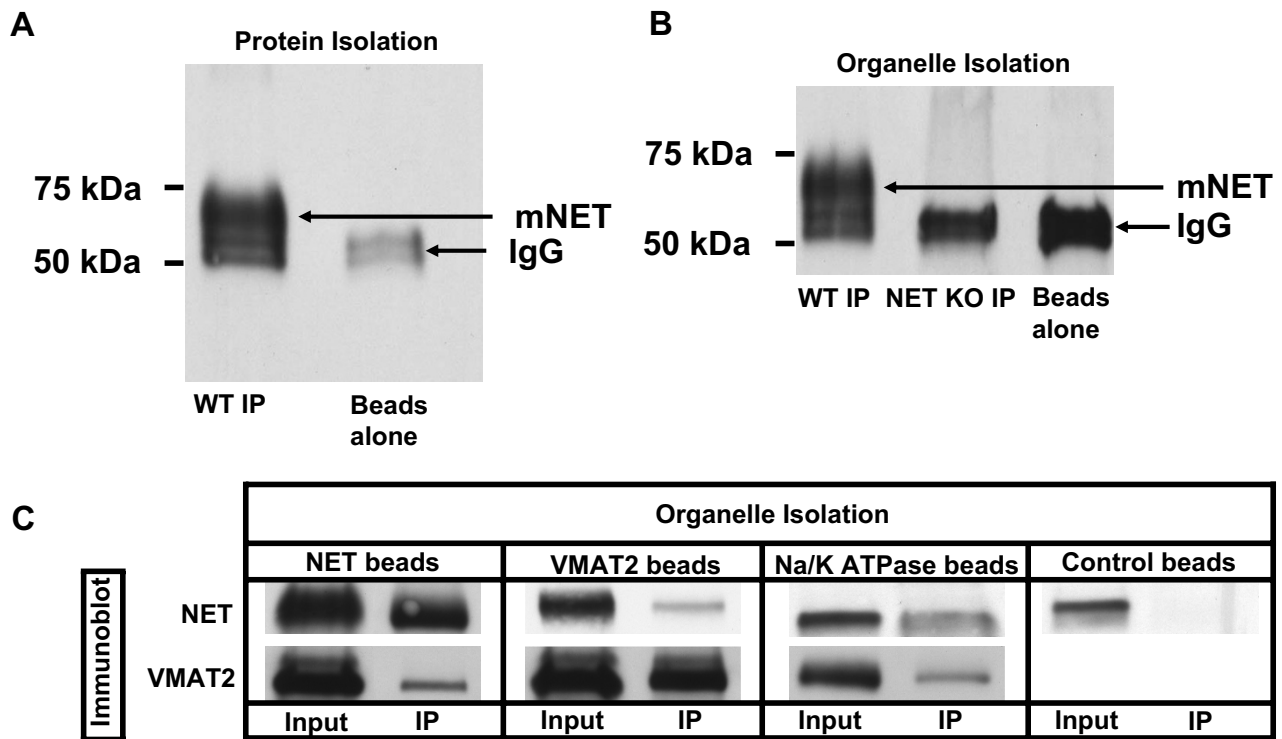 A
Protein Isolation
75 kDa
50 kDa
mNET
IgG
WT IP
Beads
alone
B
Organelle Isolation
75 kDa
50 kDa
mNET
IgG
WT IP
NET KO IP
Beads
alone
C
Organelle Isolation
NET beads
VMAT2 beads
Na/K ATPase beads
Control beads
Immunoblot
NET
VMAT2
Input
IP
Input
IP
Input
IP
Input
IP